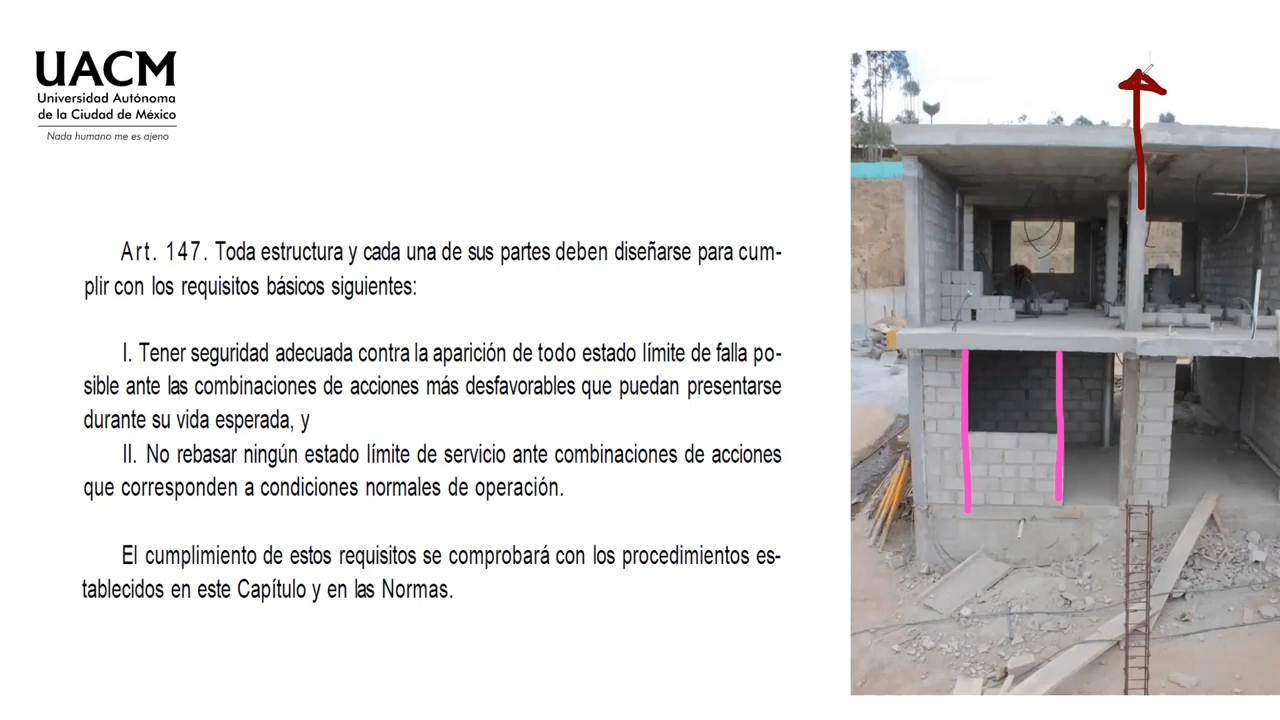 UACM
Universidad Autónoma
de la Ciudad de México
Nada humano me es ajeno
Art. 147. Toda estructura y cada una de sus partes deben diseñarse para cum-
plir con los requisitos básicos siguientes:
I. Tener seguridad adecuada contra la aparición de todo estado límite de falla po-
sible ante las combinaciones de acciones más desfavorables que puedan presentarse
durante su vida esperada, y
II. No rebasar ningún estado límite de servicio ante combinaciones de acciones
que corresponden a condiciones normales de operación.
El cumplimiento de estos requisitos se comprobará con los procedimientos es-
tablecidos en este Capítulo y en las Normas.